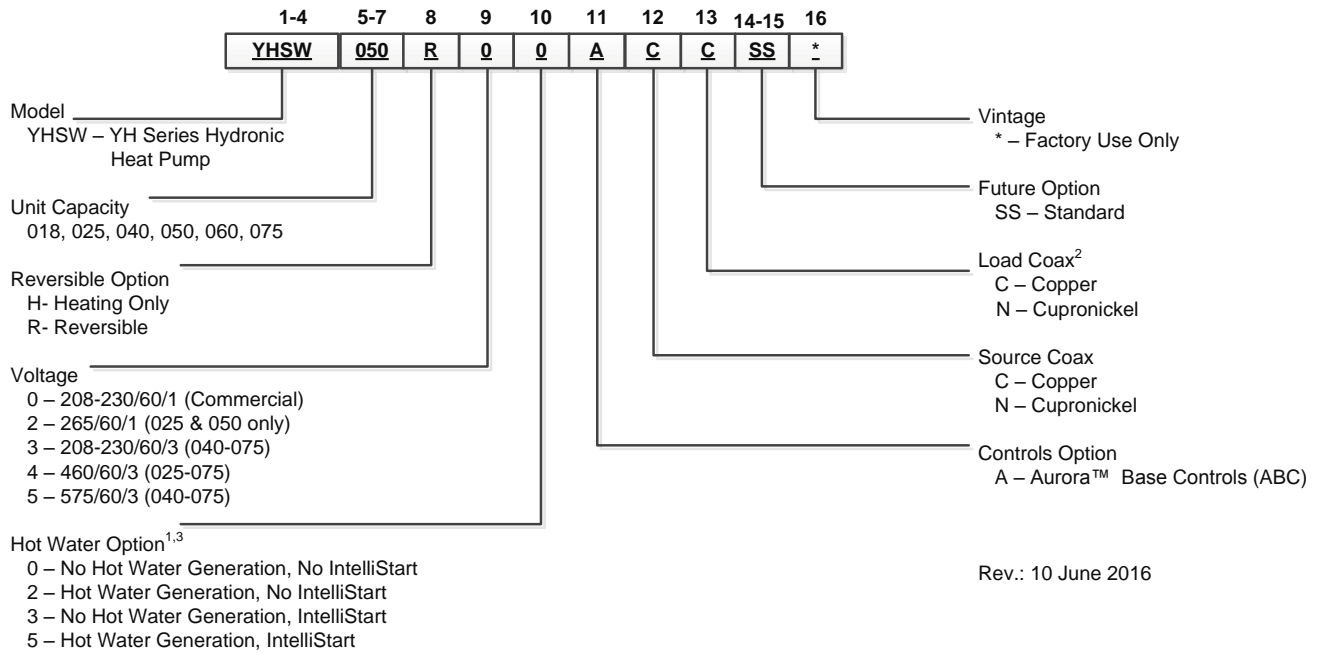 1-4 5-7 8 9 10 11 12 13 14-15 16
YHSW 050 R 0 0 A C C SS *
Model
YHSW – YH Series Hydronic
Heat Pump
Unit Capacity
018, 025, 040, 050, 060, 075
Reversible Option
H- Heating Only
R- Reversible
Voltage
0 – 208-230/60/1 (Commercial)
2 – 265/60/1 (025 & 050 only)
3 – 208-230/60/3 (040-075)
4 – 460/60/3 (025-075)
5 – 575/60/3 (040-075)
Hot Water Option1,3
0 – No Hot Water Generation, No IntelliStart
2 – Hot Water Generation, No IntelliStart
3 – No Hot Water Generation, IntelliStart
5 – Hot Water Generation, IntelliStart
Vintage
* – Factory Use Only
Future Option
SS – Standard
Load Coax2
C – Copper
N – Cupronickel
Source Coax
C – Copper
N – Cupronickel
Controls Option
A – Aurora™ Base Controls (ABC)
Rev.: 10 June 2016